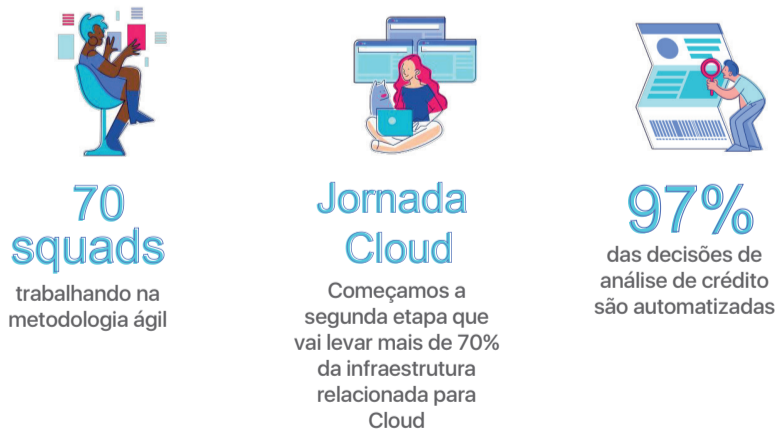 70
squads
trabalhando na
metodologia ágil
Jornada
Cloud
Começamos a
segunda etapa que
vai levar mais de 70%
da infraestrutura
relacionada para
Cloud
97%
das decisões de
análise de crédito
são automatizadas